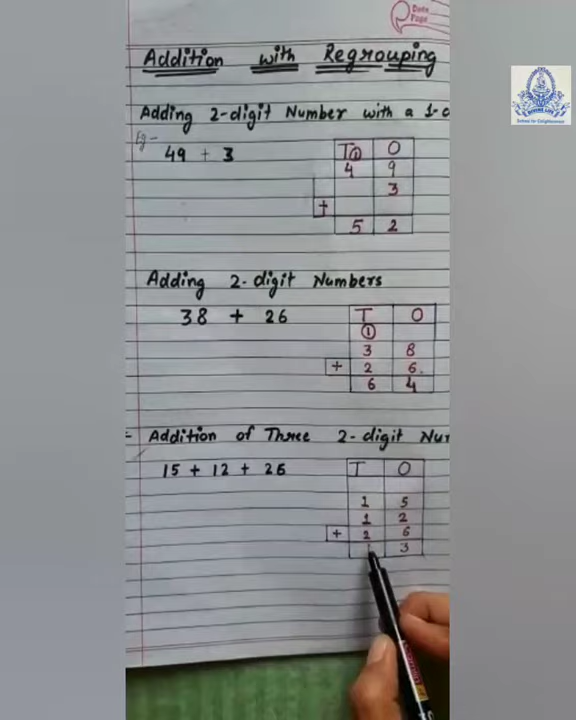 Date
Page
Addition with Regrouping
Adding 2-digit Number with a 1-d
Eg-
49 + 3
T ① O
4 9
3
+
5 2
Adding 2-digit Numbers
38 + 26
T O
①
3 8
+ 2 6
6 4
Addition of Three 2-digit Num
15 + 12 + 26
T O
1 5
1 2
+ 2 6
3